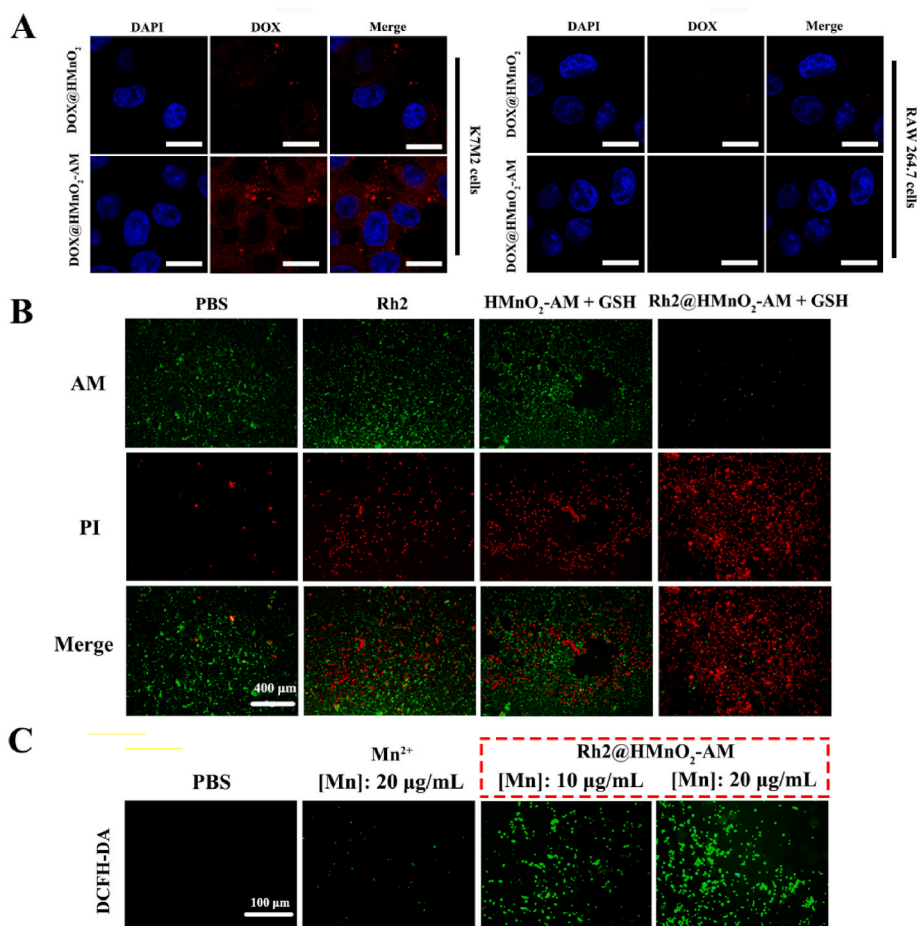 A
DAPI DOX Merge
DOX@HMnO₂
DOX@HMnO₂-AM
K7M2 cells
DAPI DOX Merge
DOX@HMnO₂
DOX@HMnO₂-AM
RAW 264.7 cells
B
PBS Rh2 HMnO₂-AM + GSH Rh2@HMnO₂-AM + GSH
AM
PI
Merge
400 μm
C
PBS
Mn²⁺
[Mn]: 20 μg/mL
Rh2@HMnO₂-AM
[Mn]: 10 μg/mL [Mn]: 20 μg/mL
DCFH-DA
100 μm